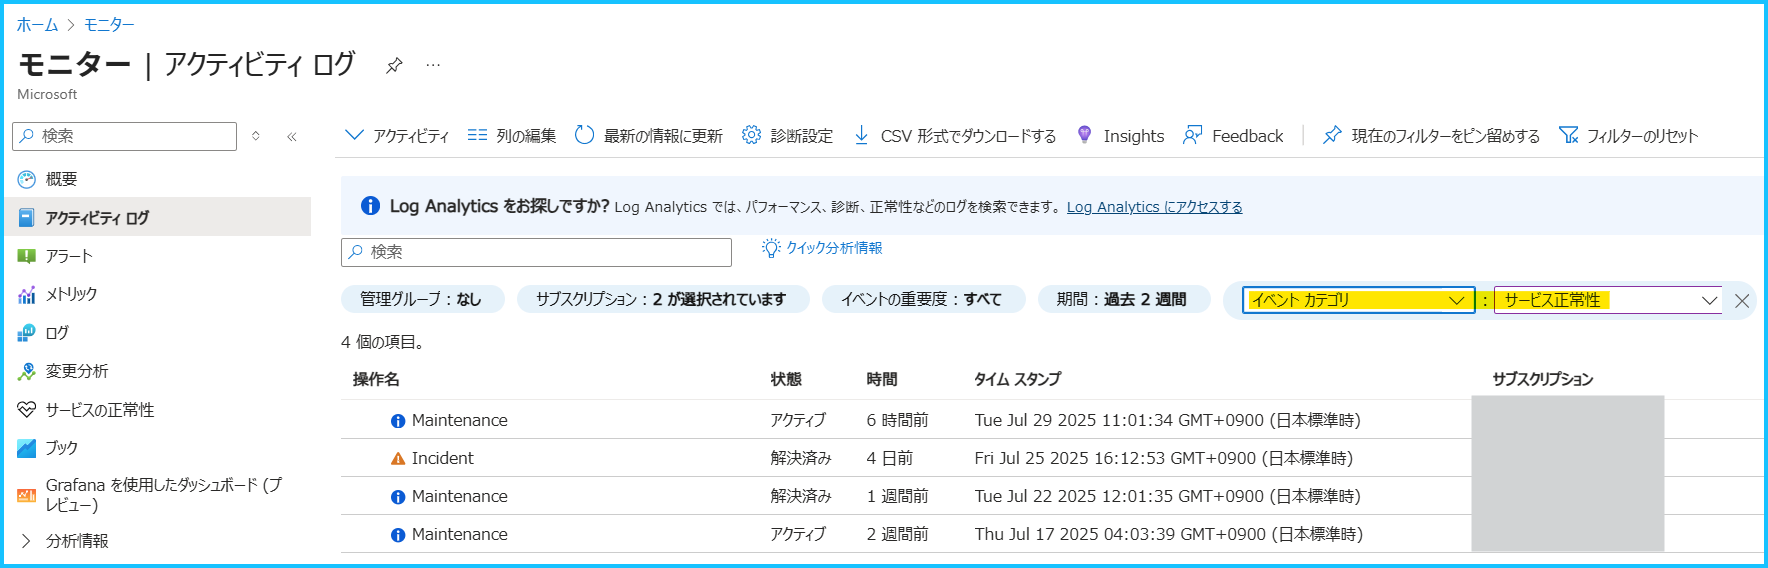 ホーム > モニター
モニター | アクティビティ ログ ...
Microsoft
検索
概要
アクティビティ ログ
アラート
メトリック
ログ
変更分析
サービスの正常性
ブック
Grafana を使用したダッシュボード (プ
レビュー)
分析情報
アクティビティ 列の編集 最新の情報に更新 診断設定 CSV 形式でダウンロードする Insights Feedback 現在のフィルターをピン留めする フィルターのリセット
Log Analytics をお探しですか? Log Analytics では、パフォーマンス、診断、正常性などのログを検索できます。 Log Analytics にアクセスする
検索 クイック分析情報
管理グループ : なし サブスクリプション : 2 が選択されています イベントの重要度 : すべて 期間 : 過去 2 週間 イベント カテゴリ : サービス正常性
4 個の項目。
操作名 状態 時間 タイム スタンプ サブスクリプション
Maintenance アクティブ 6 時間前 Tue Jul 29 2025 11:01:34 GMT+0900 (日本標準時)
Incident 解決済み 4 日前 Fri Jul 25 2025 16:12:53 GMT+0900 (日本標準時)
Maintenance 解決済み 1 週間前 Tue Jul 22 2025 12:01:35 GMT+0900 (日本標準時)
Maintenance アクティブ 2 週間前 Thu Jul 17 2025 04:03:39 GMT+0900 (日本標準時)